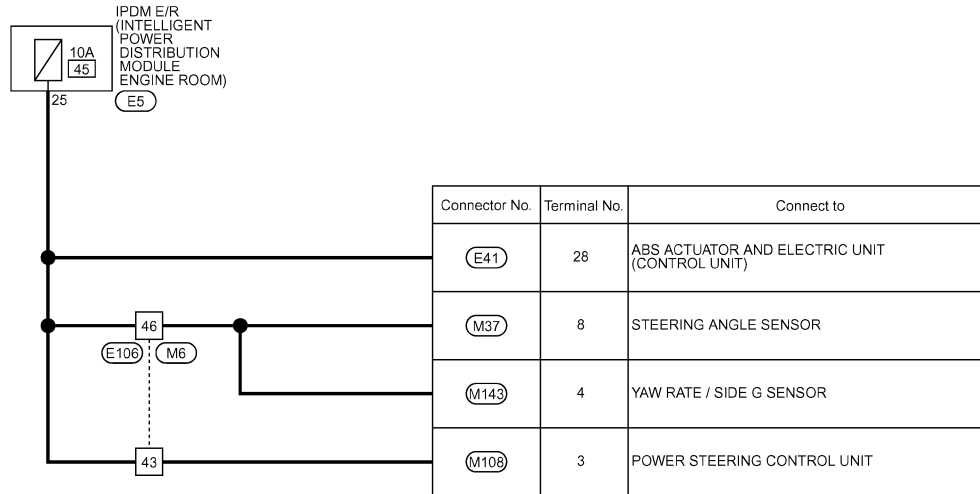 IPDM E/R
(INTELLIGENT
POWER
DISTRIBUTION
MODULE
ENGINE ROOM)
10A
45
25
E5
Connector No. Terminal No. Connect to
E41 28 ABS ACTUATOR AND ELECTRIC UNIT
(CONTROL UNIT)
46
M37 8 STEERING ANGLE SENSOR
E106 M6
M143 4 YAW RATE / SIDE G SENSOR
43
M108 3 POWER STEERING CONTROL UNIT